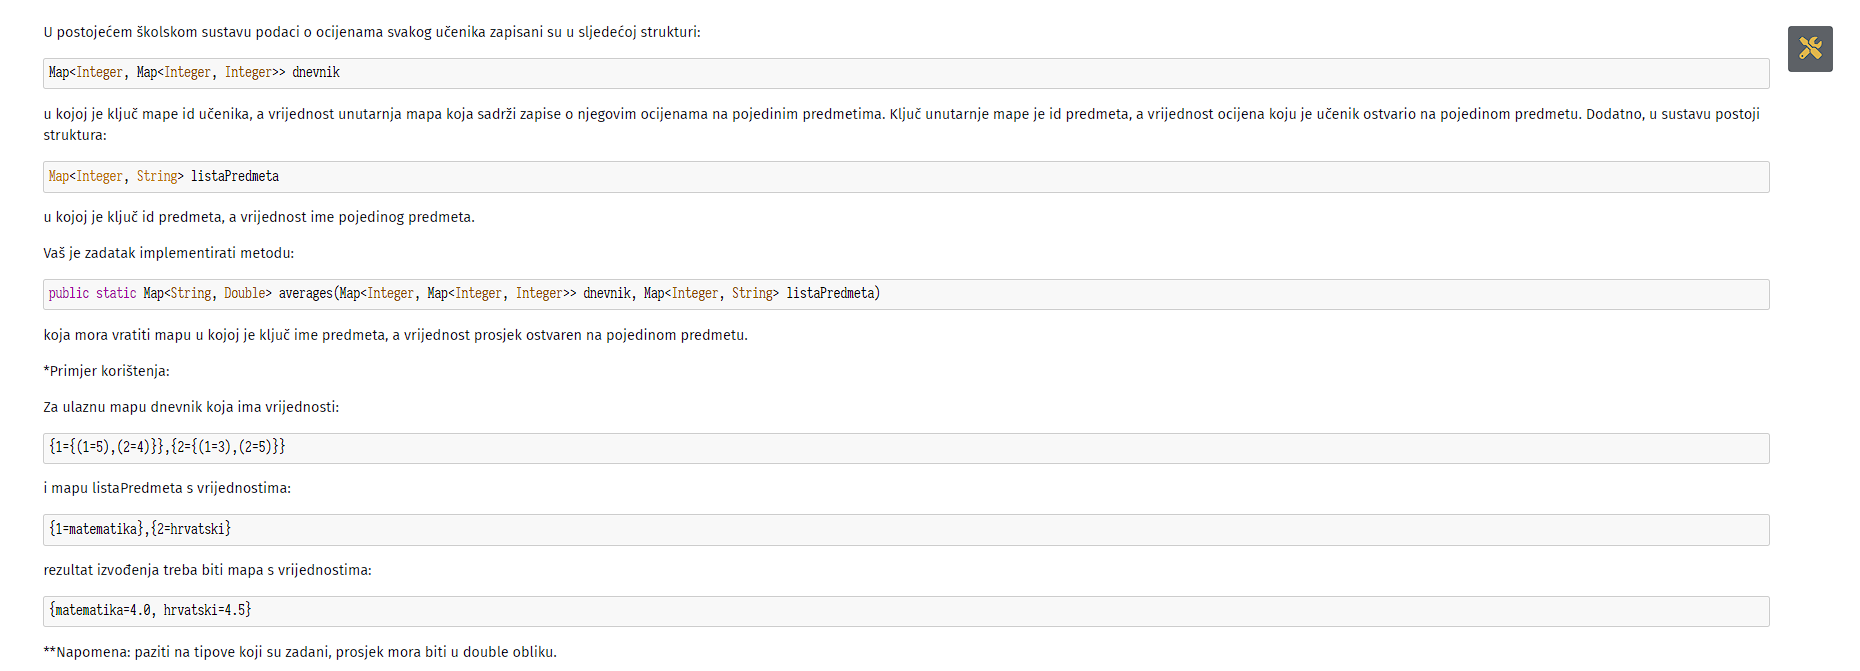 U postojećem školskom sustavu podaci o ocijenama svakog učenika zapisani su u sljedećoj strukturi:
Map<Integer, Map<Integer, Integer>> dnevnik
u kojoj je ključ mape id učenika, a vrijednost unutarnja mapa koja sadrži zapise o njegovim ocijenama na pojedinim predmetima. Ključ unutarnje mape je id predmeta, a vrijednost ocijena koju je učenik ostvario na pojedinom predmetu. Dodatno, u sustavu postoji
struktura:
Map<Integer, String> listaPredmeta
u kojoj je ključ id predmeta, a vrijednost ime pojedinog predmeta.
Vaš je zadatak implementirati metodu:
public static Map<String, Double> averages(Map<Integer, Map<Integer, Integer>> dnevnik, Map<Integer, String> listaPredmeta)
koja mora vratiti mapu u kojoj je ključ ime predmeta, a vrijednost prosjek ostvaren na pojedinom predmetu.
*Primjer korištenja:
Za ulaznu mapu dnevnik koja ima vrijednosti:
{1={(1=5),(2=4)}},{2={(1=3),(2=5)}}
i mapu listaPredmeta s vrijednostima:
{1=matematika},{2=hrvatski}
rezultat izvođenja treba biti mapa s vrijednostima:
{matematika=4.0, hrvatski=4.5}
**Napomena: paziti na tipove koji su zadani, prosjek mora biti u double obliku.